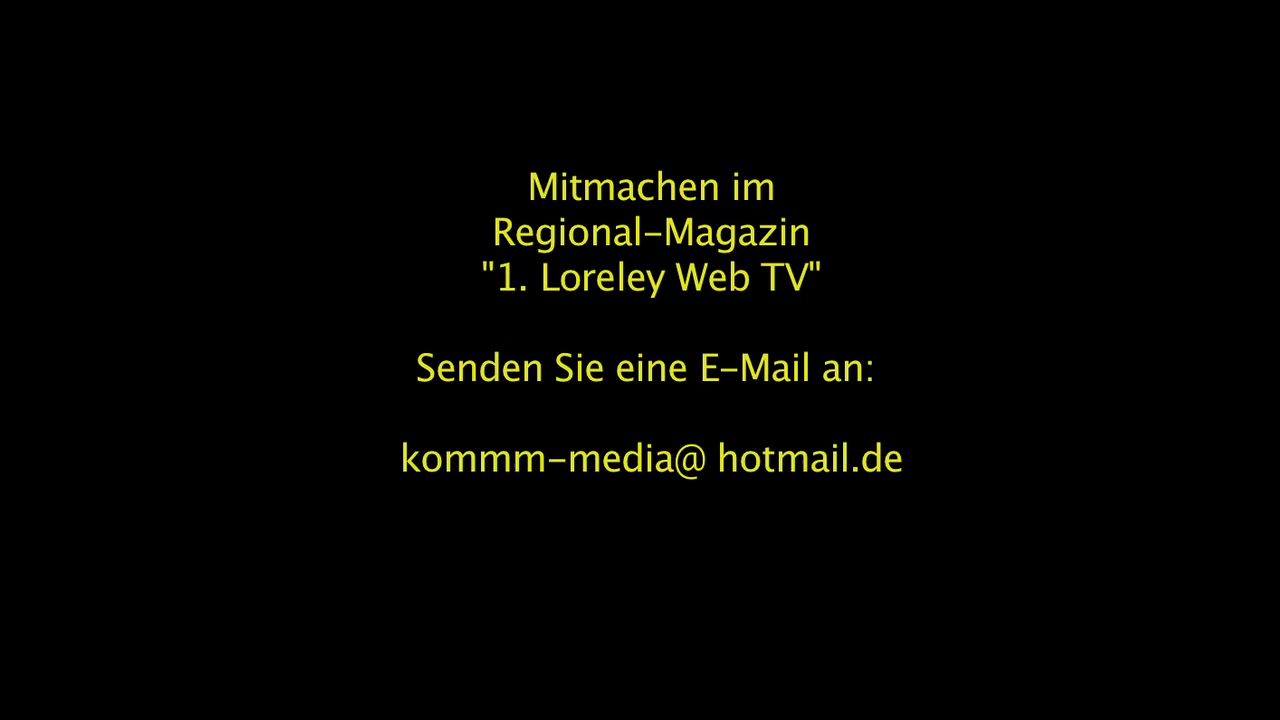 Mitmachen im
Regional-Magazin
"1. Loreley Web TV"
Senden Sie eine E-Mail an:
kommm-media@ hotmail.de